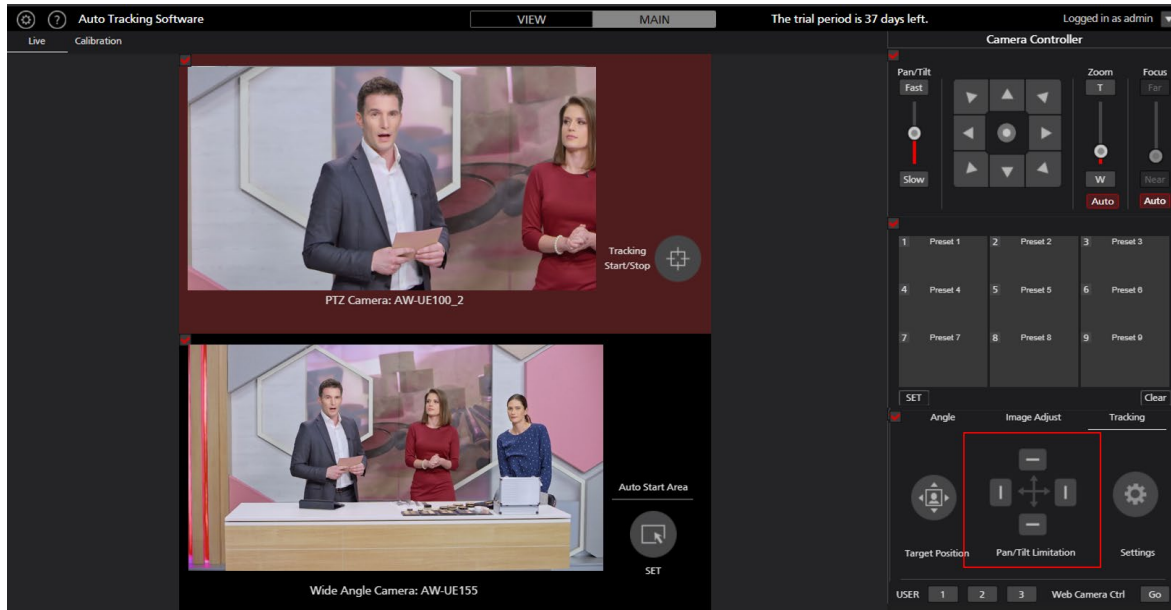 Auto Tracking Software
VIEW
MAIN
The trial period is 37 days left.
Logged in as admin
Live
Calibration
Camera Controller
Pan/Tilt
Zoom
Focus
Fast
T
Far
Slow
W
Near
Auto
Auto
Tracking
Start/Stop
PTZ Camera: AW-UE100_2
1 Preset 1
2 Preset 2
3 Preset 3
4 Preset 4
5 Preset 5
6 Preset 6
7 Preset 7
8 Preset 8
9 Preset 9
SET
Clear
Angle
Image Adjust
Tracking
Auto Start Area
SET
Target Position
Pan/Tilt Limitation
Settings
Wide Angle Camera: AW-UE155
USER 1 2 3 Web Camera Ctrl Go